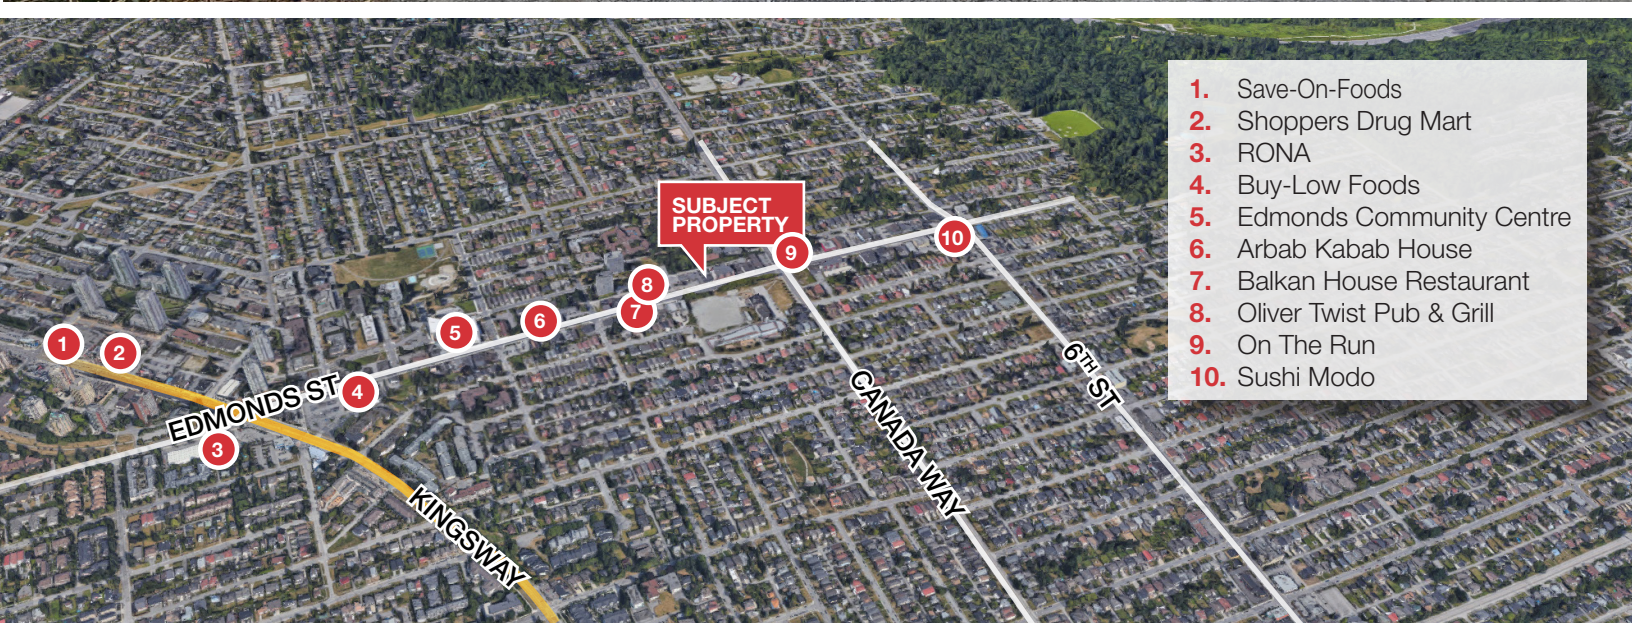 1. Save-On-Foods
2. Shoppers Drug Mart
3. RONA
4. Buy-Low Foods
5. Edmonds Community Centre
6. Arbab Kabab House
7. Balkan House Restaurant
8. Oliver Twist Pub & Grill
9. On The Run
10. Sushi Modo
SUBJECT
PROPERTY
10
9
8
7
6
5
1
2
4
3
EDMONDS ST
KINGSWAY
CANADA WAY
6TH ST